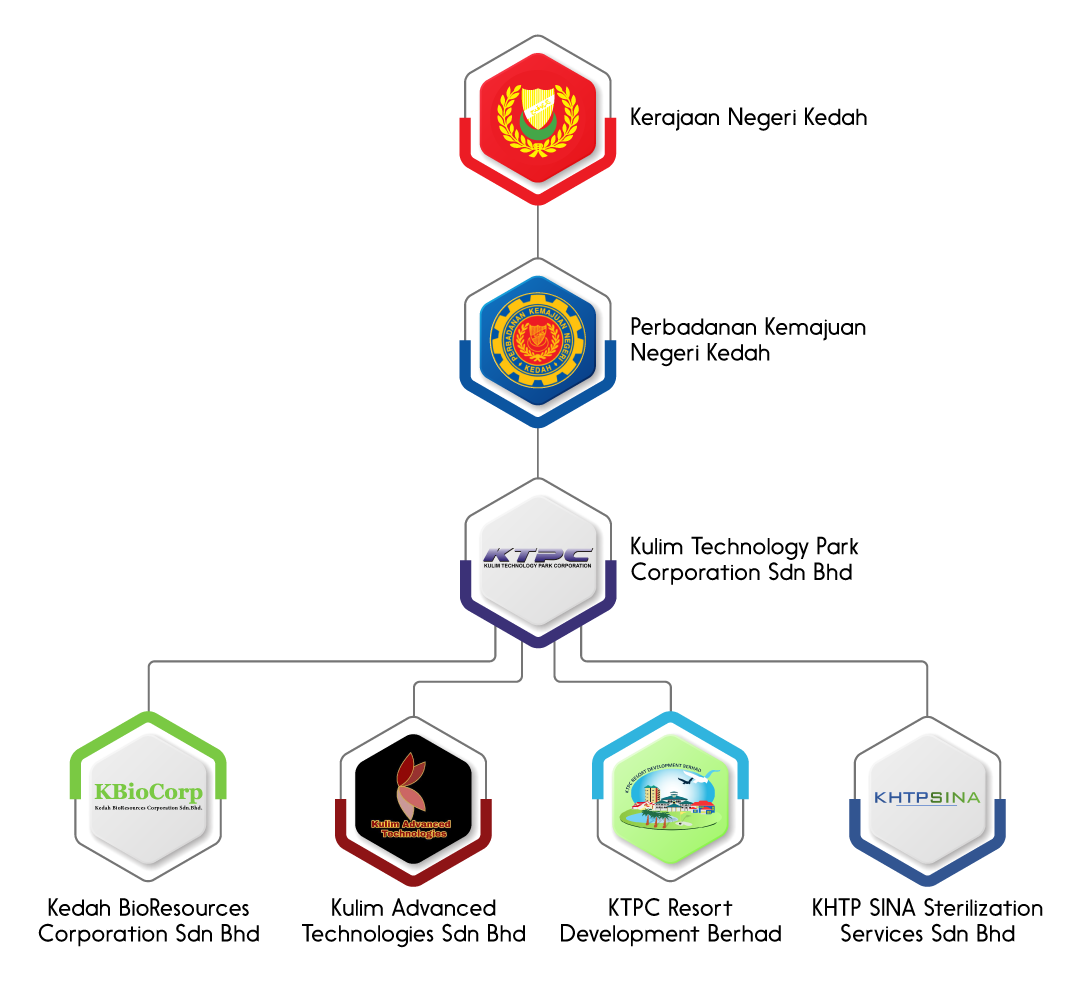 Kerajaan Negeri Kedah
PERBADANAN KEMAJUAN NEGERI
• KEDAH •
Perbadanan Kemajuan
Negeri Kedah
KTPC
KULIM TECHNOLOGY PARK CORPORATION
Kulim Technology Park
Corporation Sdn Bhd
KBioCorp
Kedah BioResources Corporation Sdn.Bhd.
Kedah BioResources
Corporation Sdn Bhd
Kulim Advanced
Technologies
Kulim Advanced
Technologies Sdn Bhd
KTPC RESORT DEVELOPMENT BERHAD
KTPC Resort
Development Berhad
KHTPSINA
KHTP SINA Sterilization
Services Sdn Bhd